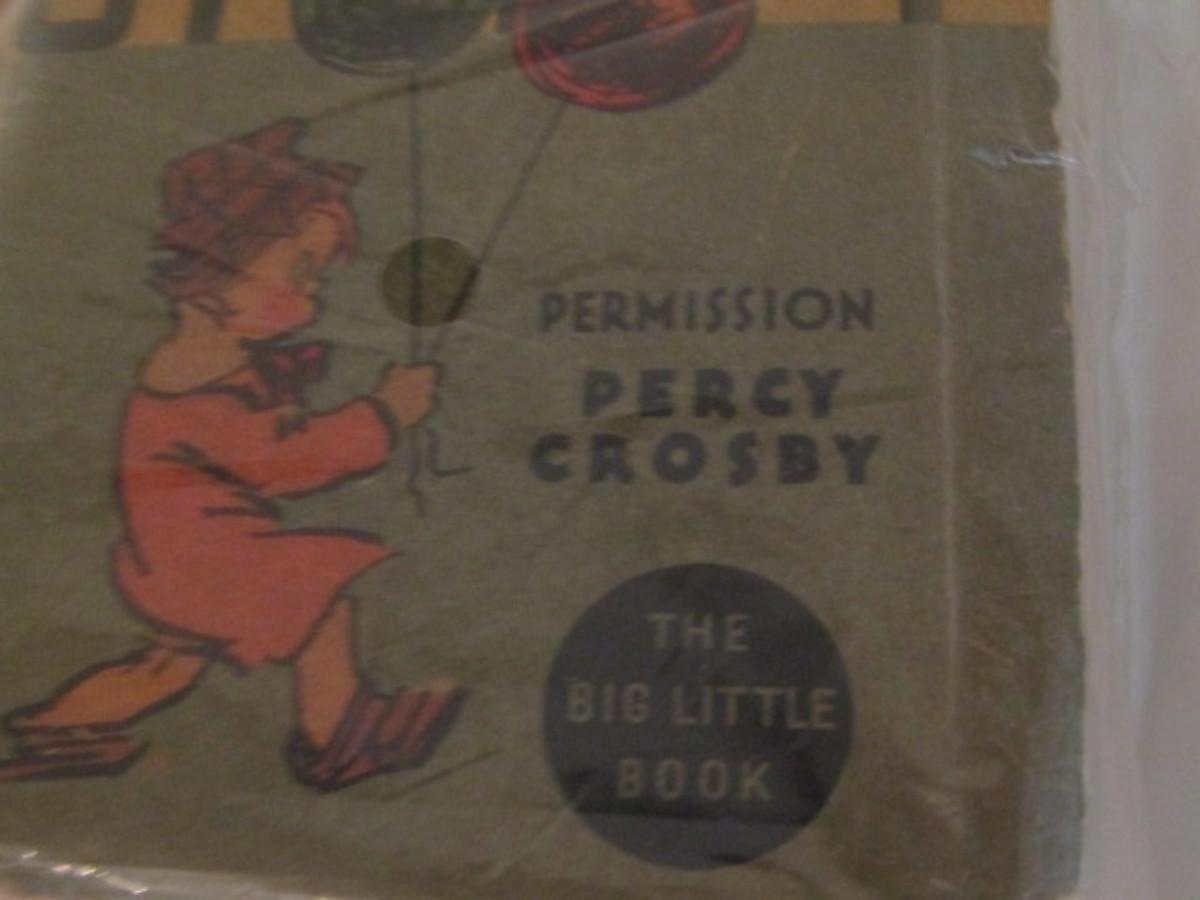 PERMISSION
PERCY
CROSBY
THE
BIG LITTLE
BOOK